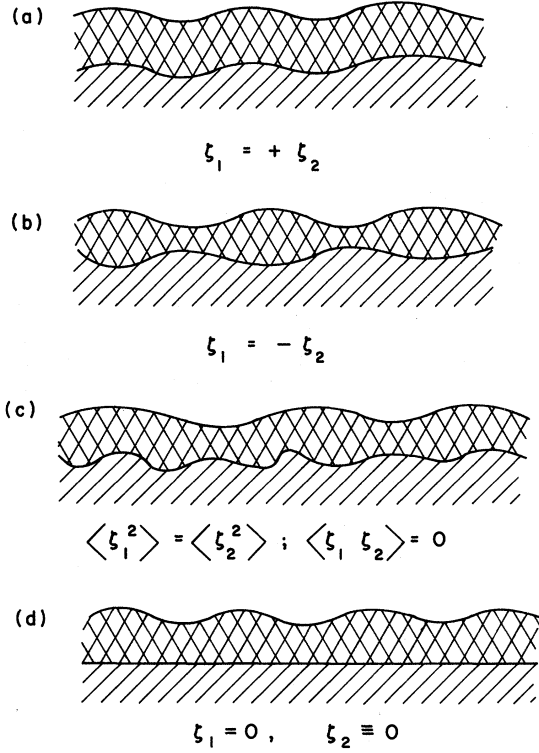 (a)
ζ₁ = + ζ₂
(b)
ζ₁ = − ζ₂
(c)
⟨ζ₁²⟩ = ⟨ζ₂²⟩ ; ⟨ζ₁ ζ₂⟩ = 0
(d)
ζ₁ = 0 , ζ₂ ≡ 0